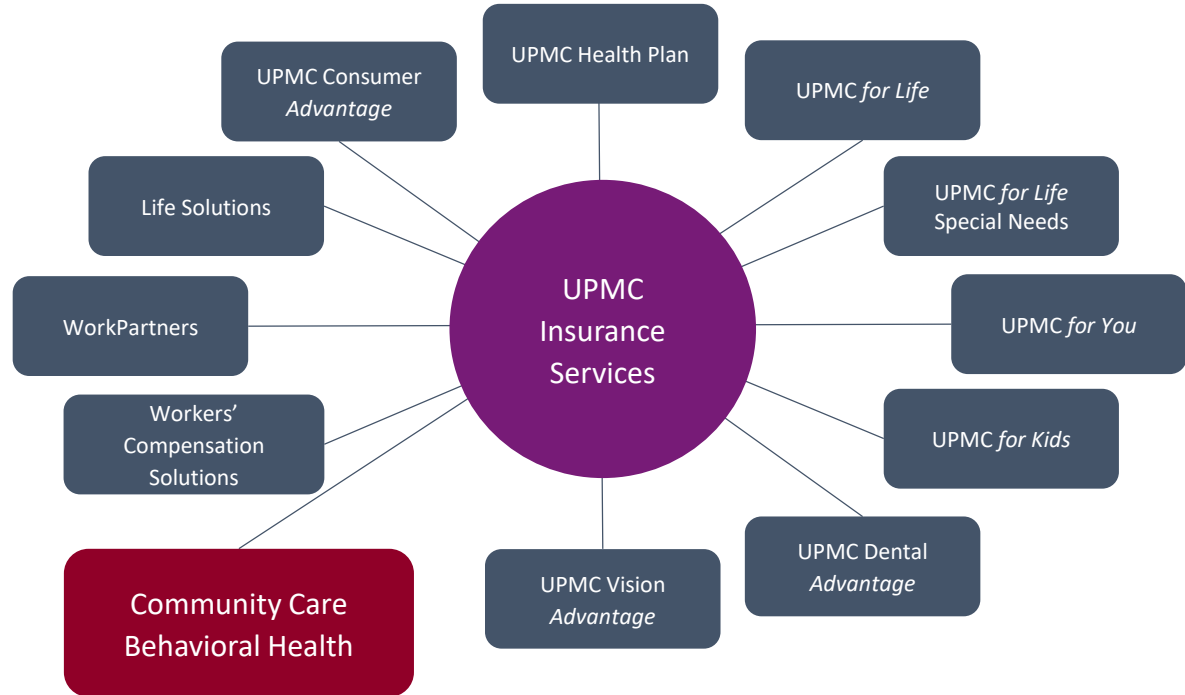 UPMC Health Plan
UPMC Consumer
Advantage
UPMC for Life
Life Solutions
UPMC for Life
Special Needs
UPMC
Insurance
Services
WorkPartners
UPMC for You
Workers’
Compensation
Solutions
UPMC for Kids
Community Care
Behavioral Health
UPMC Vision
Advantage
UPMC Dental
Advantage